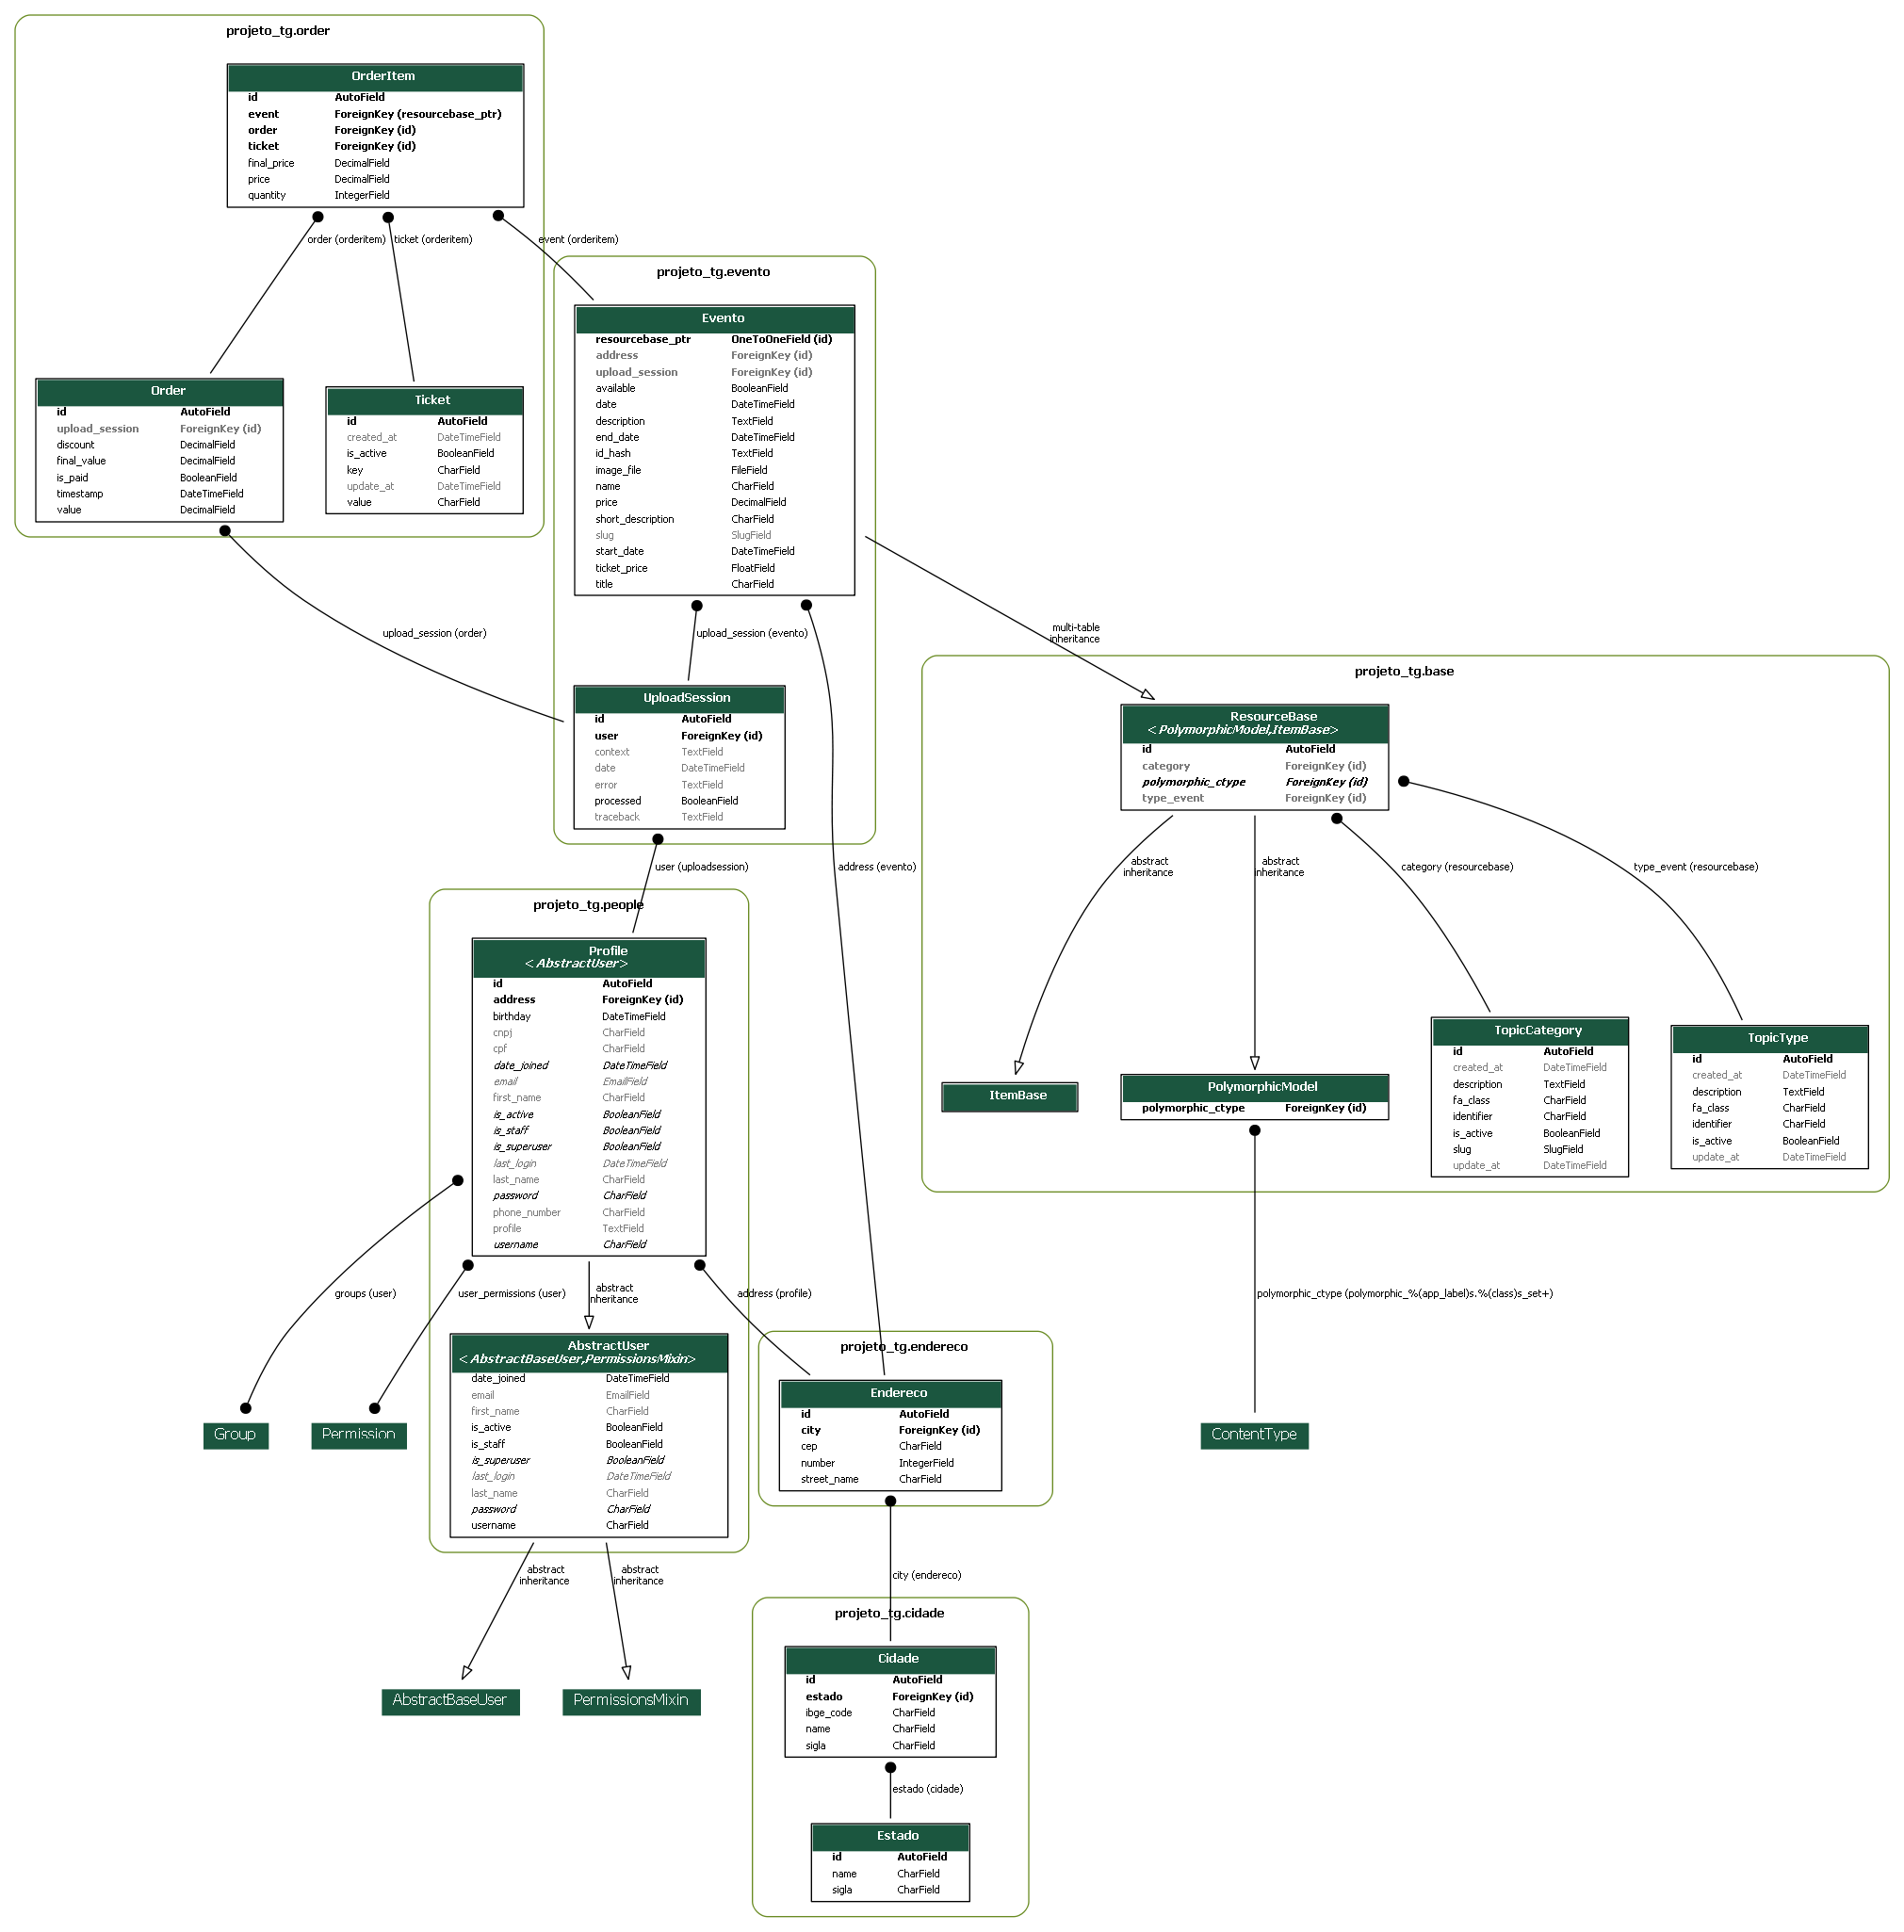 projeto_tg.order
OrderItem
id AutoField
event ForeignKey (resourcebase_ptr)
order ForeignKey (id)
ticket ForeignKey (id)
final_price DecimalField
price DecimalField
quantity IntegerField
order (orderitem)
ticket (orderitem)
event (orderitem)
Order
id AutoField
upload_session ForeignKey (id)
discount DecimalField
final_value DecimalField
is_paid BooleanField
timestamp DateTimeField
value DecimalField
Ticket
id AutoField
created_at DateTimeField
is_active BooleanField
key CharField
update_at DateTimeField
value CharField
projeto_tg.evento
Evento
resourcebase_ptr OneToOneField (id)
address ForeignKey (id)
upload_session ForeignKey (id)
available BooleanField
date DateTimeField
description TextField
end_date DateTimeField
id_hash TextField
image_file FileField
name CharField
price DecimalField
short_description CharField
slug SlugField
start_date DateTimeField
ticket_price FloatField
title CharField
upload_session (order)
upload_session (evento)
multi-table
inheritance
UploadSession
id AutoField
user ForeignKey (id)
context TextField
date DateTimeField
error TextField
processed BooleanField
traceback TextField
user (uploadsession)
address (evento)
projeto_tg.base
ResourceBase
<PolymorphicModel,ItemBase>
id AutoField
category ForeignKey (id)
polymorphic_ctype ForeignKey (id)
type_event ForeignKey (id)
abstract
inheritance
abstract
inheritance
category (resourcebase)
type_event (resourcebase)
ItemBase
PolymorphicModel
polymorphic_ctype ForeignKey (id)
TopicCategory
id AutoField
created_at DateTimeField
description TextField
fa_class CharField
identifier CharField
is_active BooleanField
slug SlugField
update_at DateTimeField
TopicType
id AutoField
created_at DateTimeField
description TextField
fa_class CharField
identifier CharField
is_active BooleanField
update_at DateTimeField
polymorphic_ctype (polymorphic_%(app_label)s.%(class)s_set+)
ContentType
projeto_tg.people
Profile
<AbstractUser>
id AutoField
address ForeignKey (id)
birthday DateTimeField
cnpj CharField
cpf CharField
date_joined DateTimeField
email EmailField
first_name CharField
is_active BooleanField
is_staff BooleanField
is_superuser BooleanField
last_login DateTimeField
last_name CharField
password CharField
phone_number CharField
profile TextField
username CharField
groups (user)
user_permissions (user)
abstract
inheritance
address (profile)
Group
Permission
AbstractUser
<AbstractBaseUser,PermissionsMixin>
date_joined DateTimeField
email EmailField
first_name CharField
is_active BooleanField
is_staff BooleanField
is_superuser BooleanField
last_login DateTimeField
last_name CharField
password CharField
username CharField
abstract
inheritance
abstract
inheritance
AbstractBaseUser
PermissionsMixin
projeto_tg.endereco
Endereco
id AutoField
city ForeignKey (id)
cep CharField
number IntegerField
street_name CharField
city (endereco)
projeto_tg.cidade
Cidade
id AutoField
estado ForeignKey (id)
ibge_code CharField
name CharField
sigla CharField
estado (cidade)
Estado
id AutoField
name CharField
sigla CharField